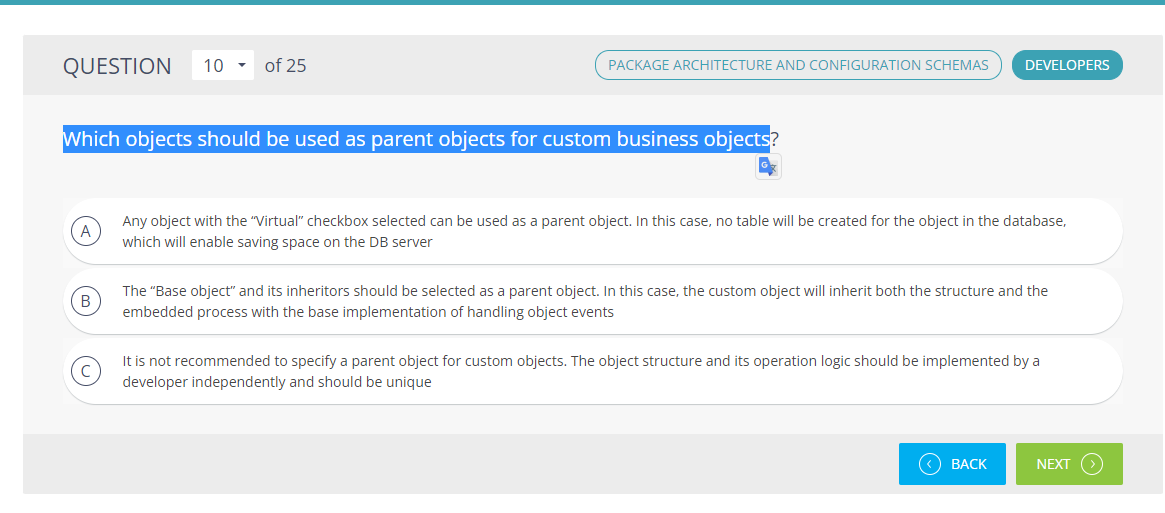 QUESTION 10 of 25 PACKAGE ARCHITECTURE AND CONFIGURATION SCHEMAS DEVELOPERS
Which objects should be used as parent objects for custom business objects?
A
Any object with the “Virtual” checkbox selected can be used as a parent object. In this case, no table will be created for the object in the database,
which will enable saving space on the DB server
B
The “Base object” and its inheritors should be selected as a parent object. In this case, the custom object will inherit both the structure and the
embedded process with the base implementation of handling object events
C
It is not recommended to specify a parent object for custom objects. The object structure and its operation logic should be implemented by a
developer independently and should be unique
BACK NEXT